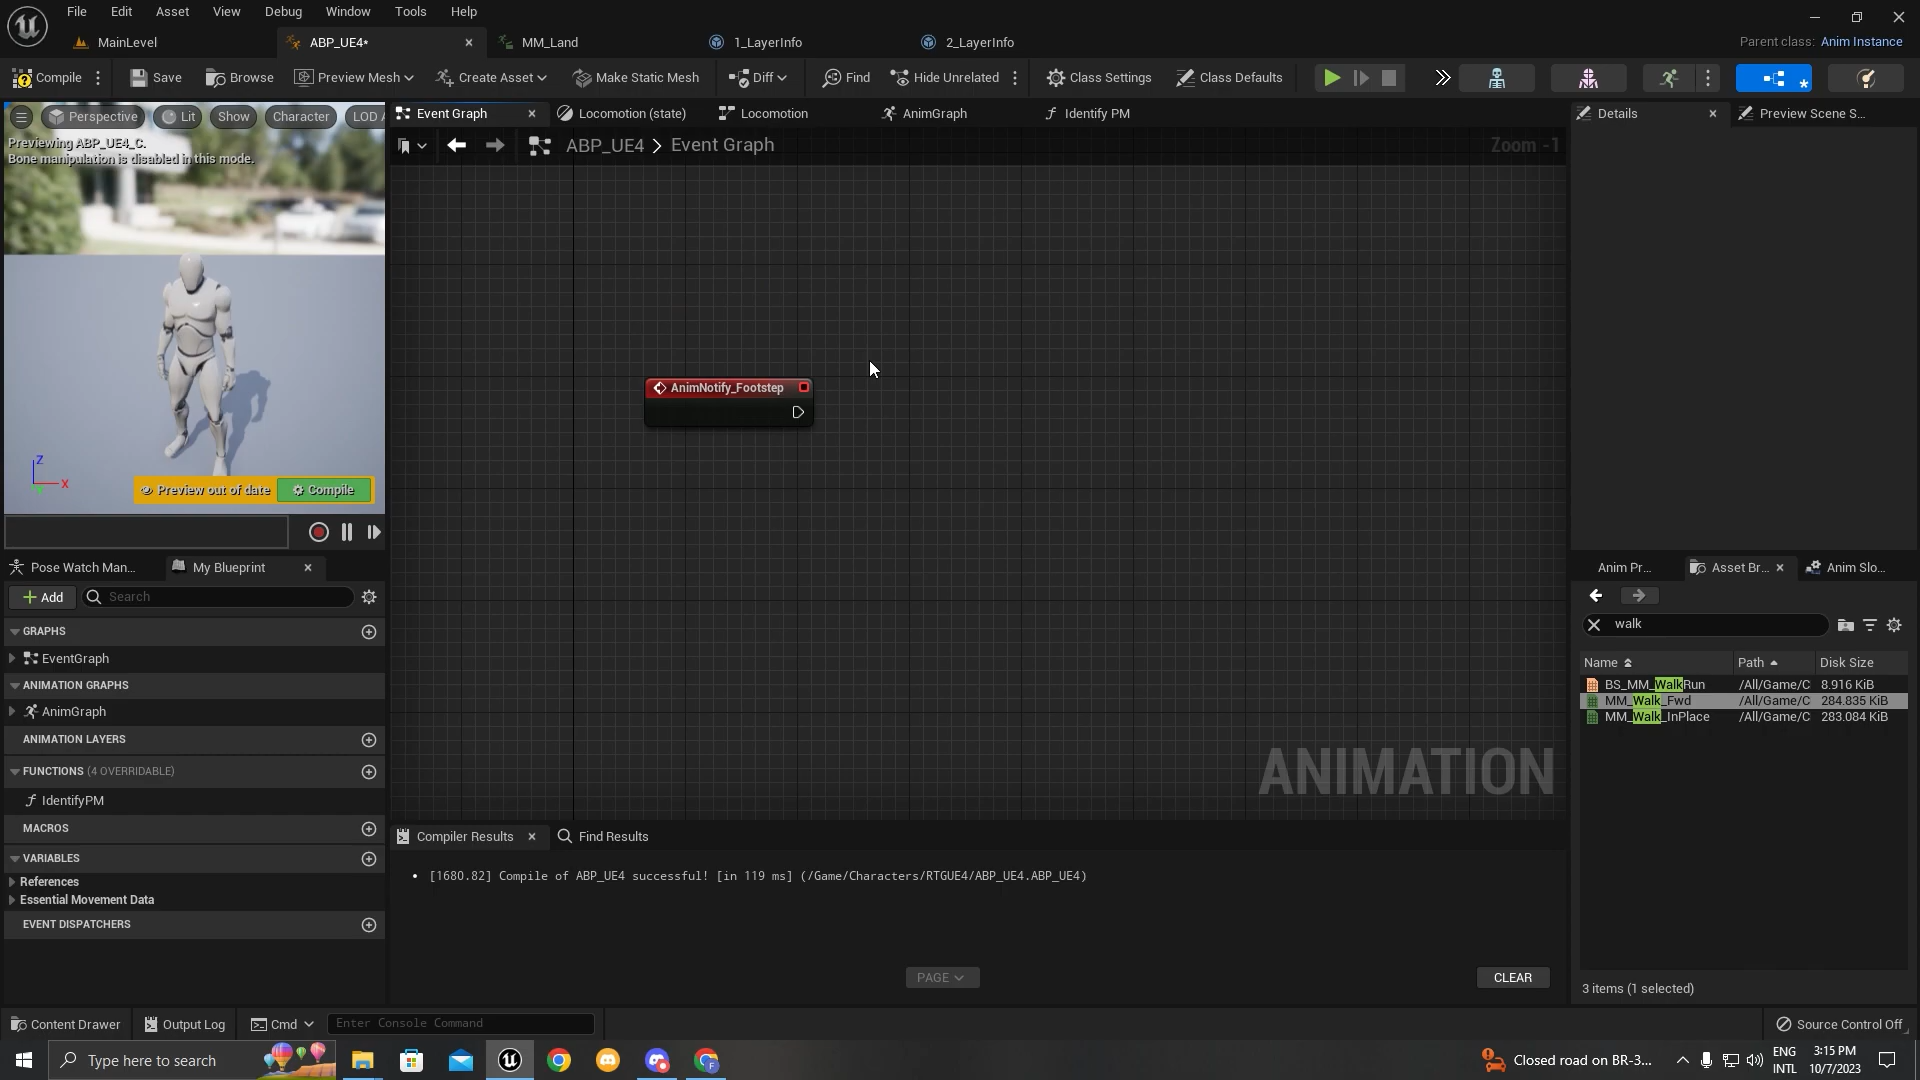 File Edit Asset View Debug Window Tools Help
MainLevel ABP_UE4* MM_Land 1_LayerInfo 2_LayerInfo
Parent class: Anim Instance
Compile Save Browse Preview Mesh Create Asset Make Static Mesh Diff Find Hide Unrelated Class Settings Class Defaults
Perspective Lit Show Character LOD A
Previewing ABP_UE4_C.
Bone manipulation is disabled in this mode.
Z
X
Preview out of date Compile
Event Graph Locomotion (state) Locomotion AnimGraph Identify PM
ABP_UE4 > Event Graph Zoom -1
AnimNotify_Footstep
ANIMATION
Details Preview Scene S...
Pose Watch Man... My Blueprint
Add Search
GRAPHS
EventGraph
ANIMATION GRAPHS
AnimGraph
ANIMATION LAYERS
FUNCTIONS (4 OVERRIDABLE)
IdentifyPM
MACROS
VARIABLES
References
Essential Movement Data
EVENT DISPATCHERS
Compiler Results Find Results
• [1680.82] Compile of ABP_UE4 successful! [in 119 ms] (/Game/Characters/RTGUE4/ABP_UE4.ABP_UE4)
PAGE CLEAR
Anim Pr... Asset Br... Anim Slo...
walk
Name Path Disk Size
BS_MM_WalkRun /All/Game/C 8.916 KiB
MM_Walk_Fwd /All/Game/C 284.835 KiB
MM_Walk_InPlace /All/Game/C 283.084 KiB
3 items (1 selected)
Content Drawer Output Log Cmd Enter Console Command Source Control Off
Type here to search Closed road on BR-3... ENG 3:15 PM
INTL 10/7/2023